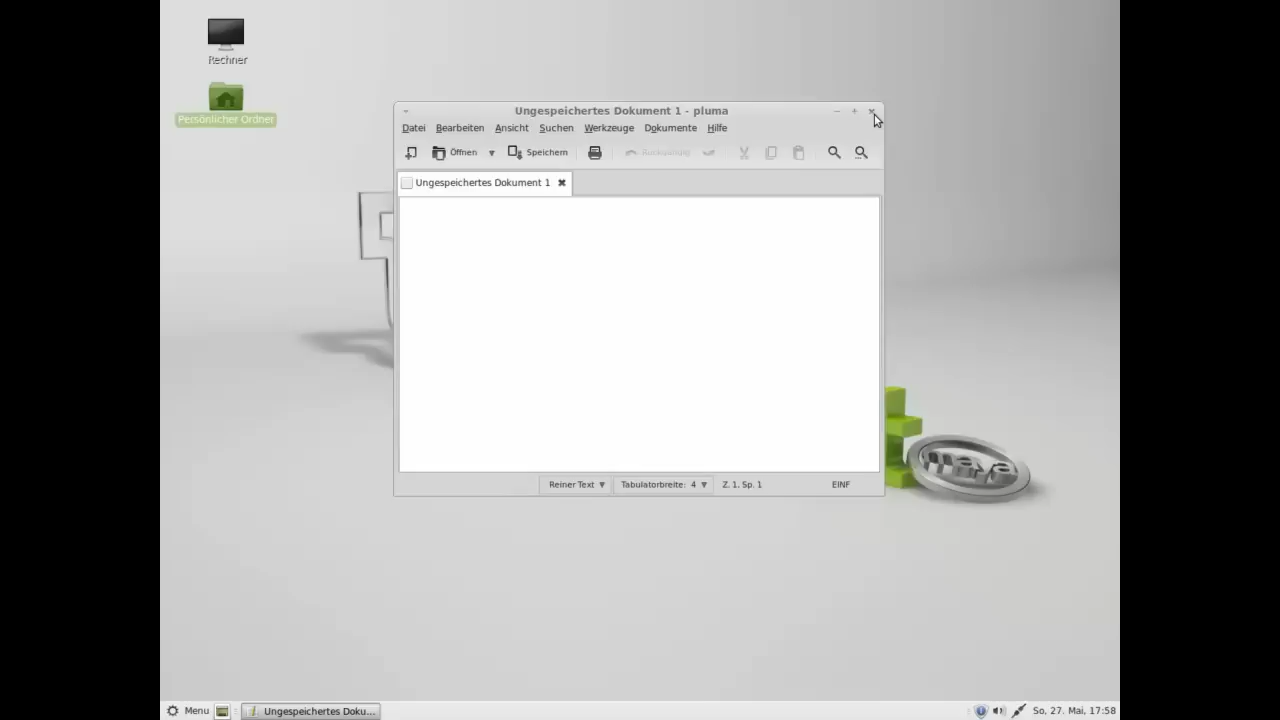 Rechner
Persönlicher Ordner
Ungespeichertes Dokument 1 - pluma
Datei Bearbeiten Ansicht Suchen Werkzeuge Dokumente Hilfe
Öffnen Speichern
Ungespeichertes Dokument 1
Reiner Text Tabulatorbreite: 4 Z. 1, Sp. 1 EINF
maya
Menu Ungespeichertes Doku... So, 27. Mai, 17:58